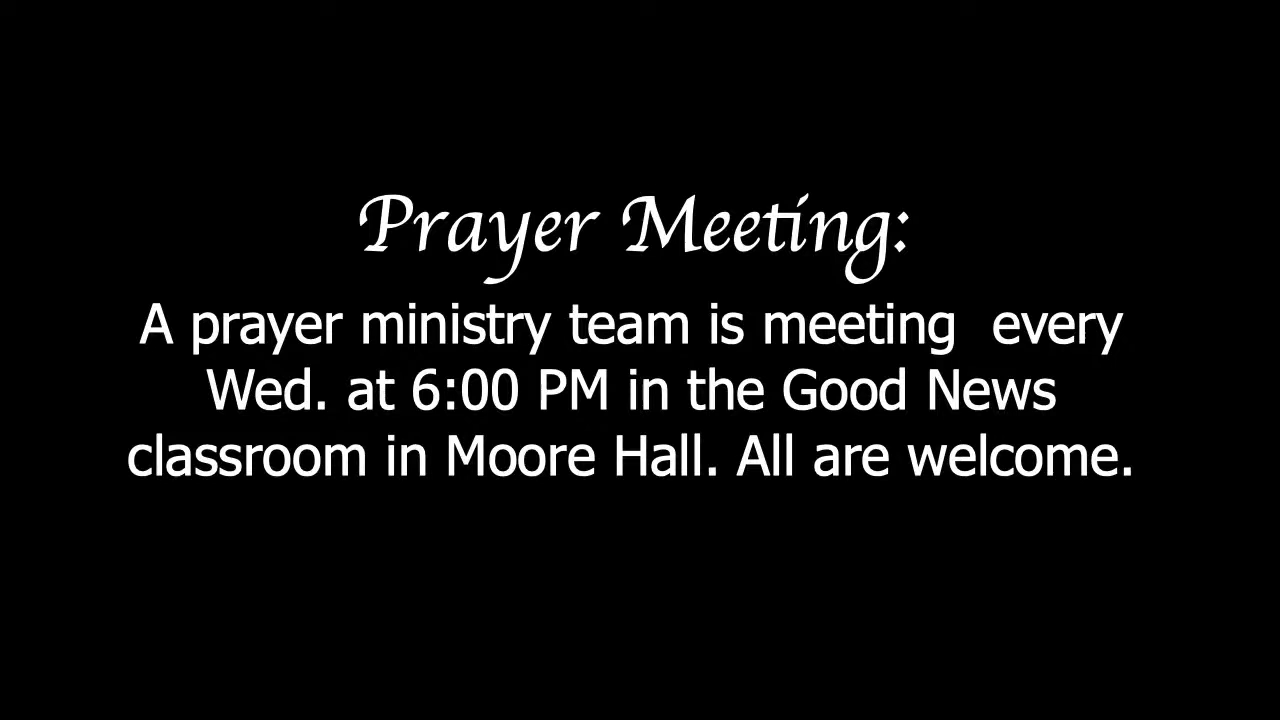 Prayer Meeting:
A prayer ministry team is meeting  every
Wed. at 6:00 PM in the Good News
classroom in Moore Hall. All are welcome.